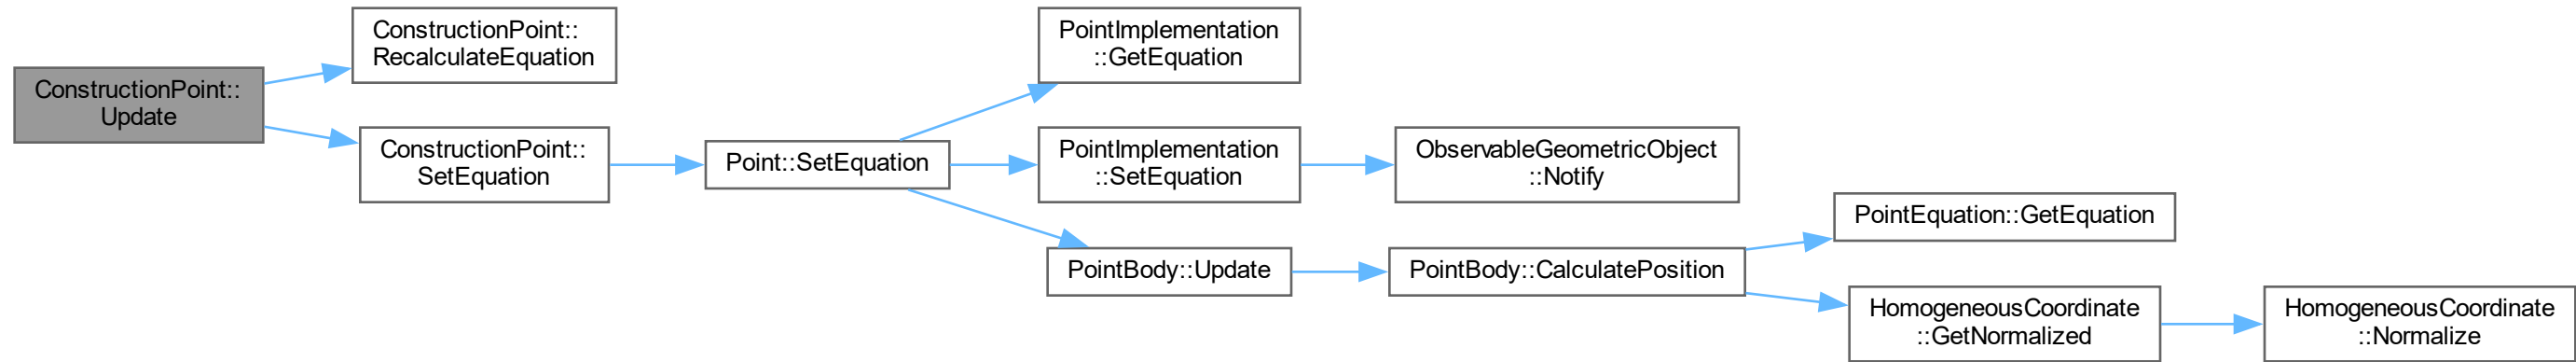 ConstructionPoint::
Update
ConstructionPoint::
RecalculateEquation
ConstructionPoint::
SetEquation
Point::SetEquation
PointImplementation
::GetEquation
PointImplementation
::SetEquation
PointBody::Update
ObservableGeometricObject
::Notify
PointBody::CalculatePosition
PointEquation::GetEquation
HomogeneousCoordinate
::GetNormalized
HomogeneousCoordinate
::Normalize